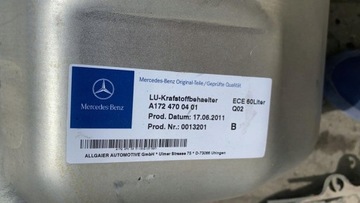 Mercedes-Benz Original-Teile / Geprüfte Qualität
Mercedes-Benz
LU-Krafstoffbehaelter ECE 60Liter
A172 470 04 01 Q02
Prod. Datum: 17.06.2011
Prod. Nr.: 0013201 B
ALLGAIER AUTOMOTIVE GmbH * Ulmer Strasse 75 * D-73066 Uhingen